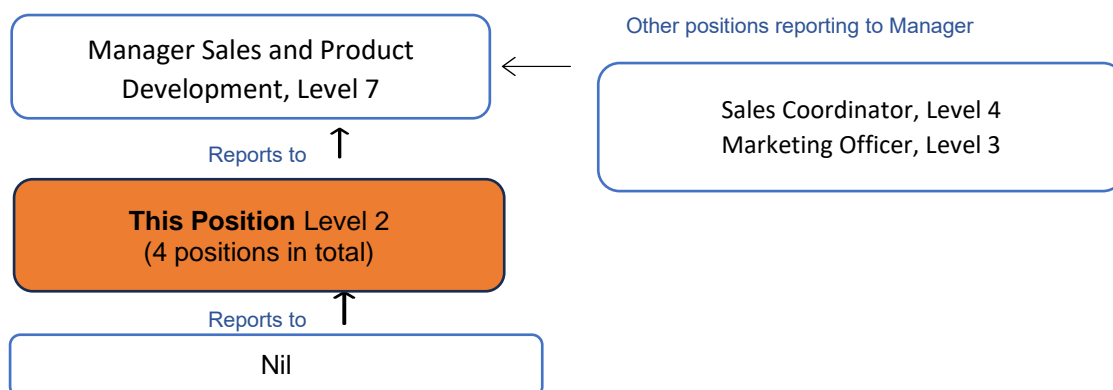 Other positions reporting to Manager
Manager Sales and Product
Development, Level 7
Sales Coordinator, Level 4
Marketing Officer, Level 3
Reports to
This Position Level 2
(4 positions in total)
Reports to
Nil